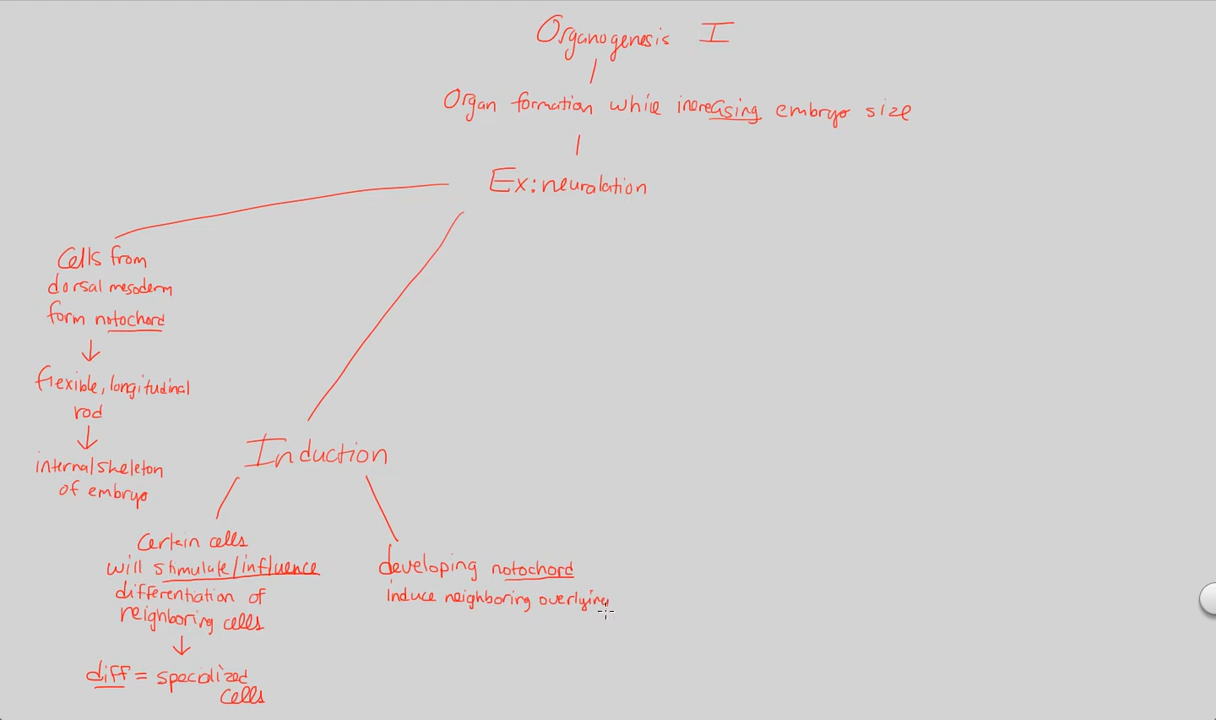 Organogenesis I
Organ formation while increasing embryo size
Ex: neuralation
Cells from
dorsal mesoderm
form notochord
flexible, longitudinal
rod
internal skeleton
of embryo
Induction
Certain cells
will stimulate/influence
differentiation of
neighboring cells
diff = specialized
cells
developing notochord
induce neighboring overlying